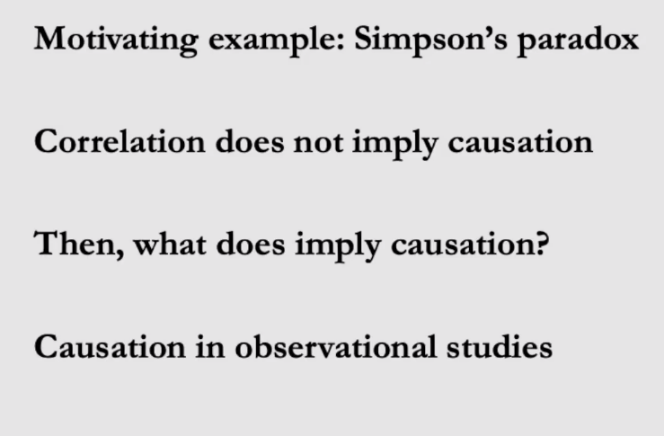 Motivating example: Simpson’s paradox
Correlation does not imply causation
Then, what does imply causation?
Causation in observational studies